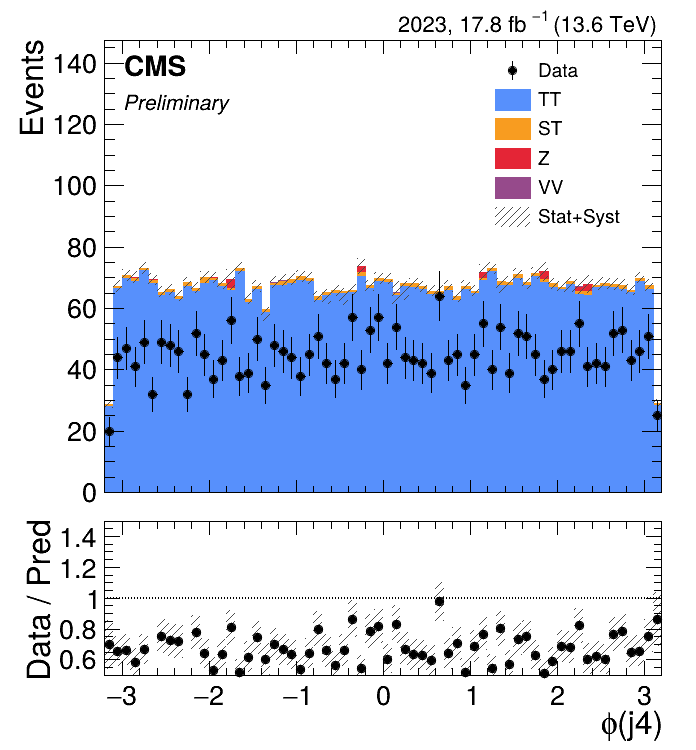 2023, 17.8 fb⁻¹ (13.6 TeV)
CMS
Preliminary
Events
140
120
100
80
60
40
20
0
Data
TT
ST
Z
VV
Stat+Syst
Data / Pred
1.4
1.2
1
0.8
0.6
−3 −2 −1 0 1 2 3
ϕ(j4)